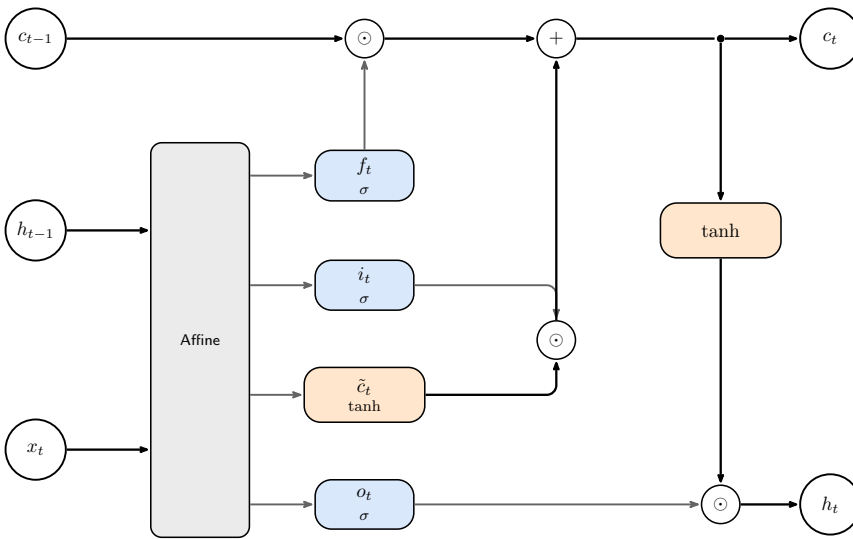 c_{t−1}
⊙
+
c_t
f_t
σ
h_{t−1}
tanh
i_t
σ
Affine
⊙
c̃_t
tanh
x_t
o_t
σ
⊙
h_t